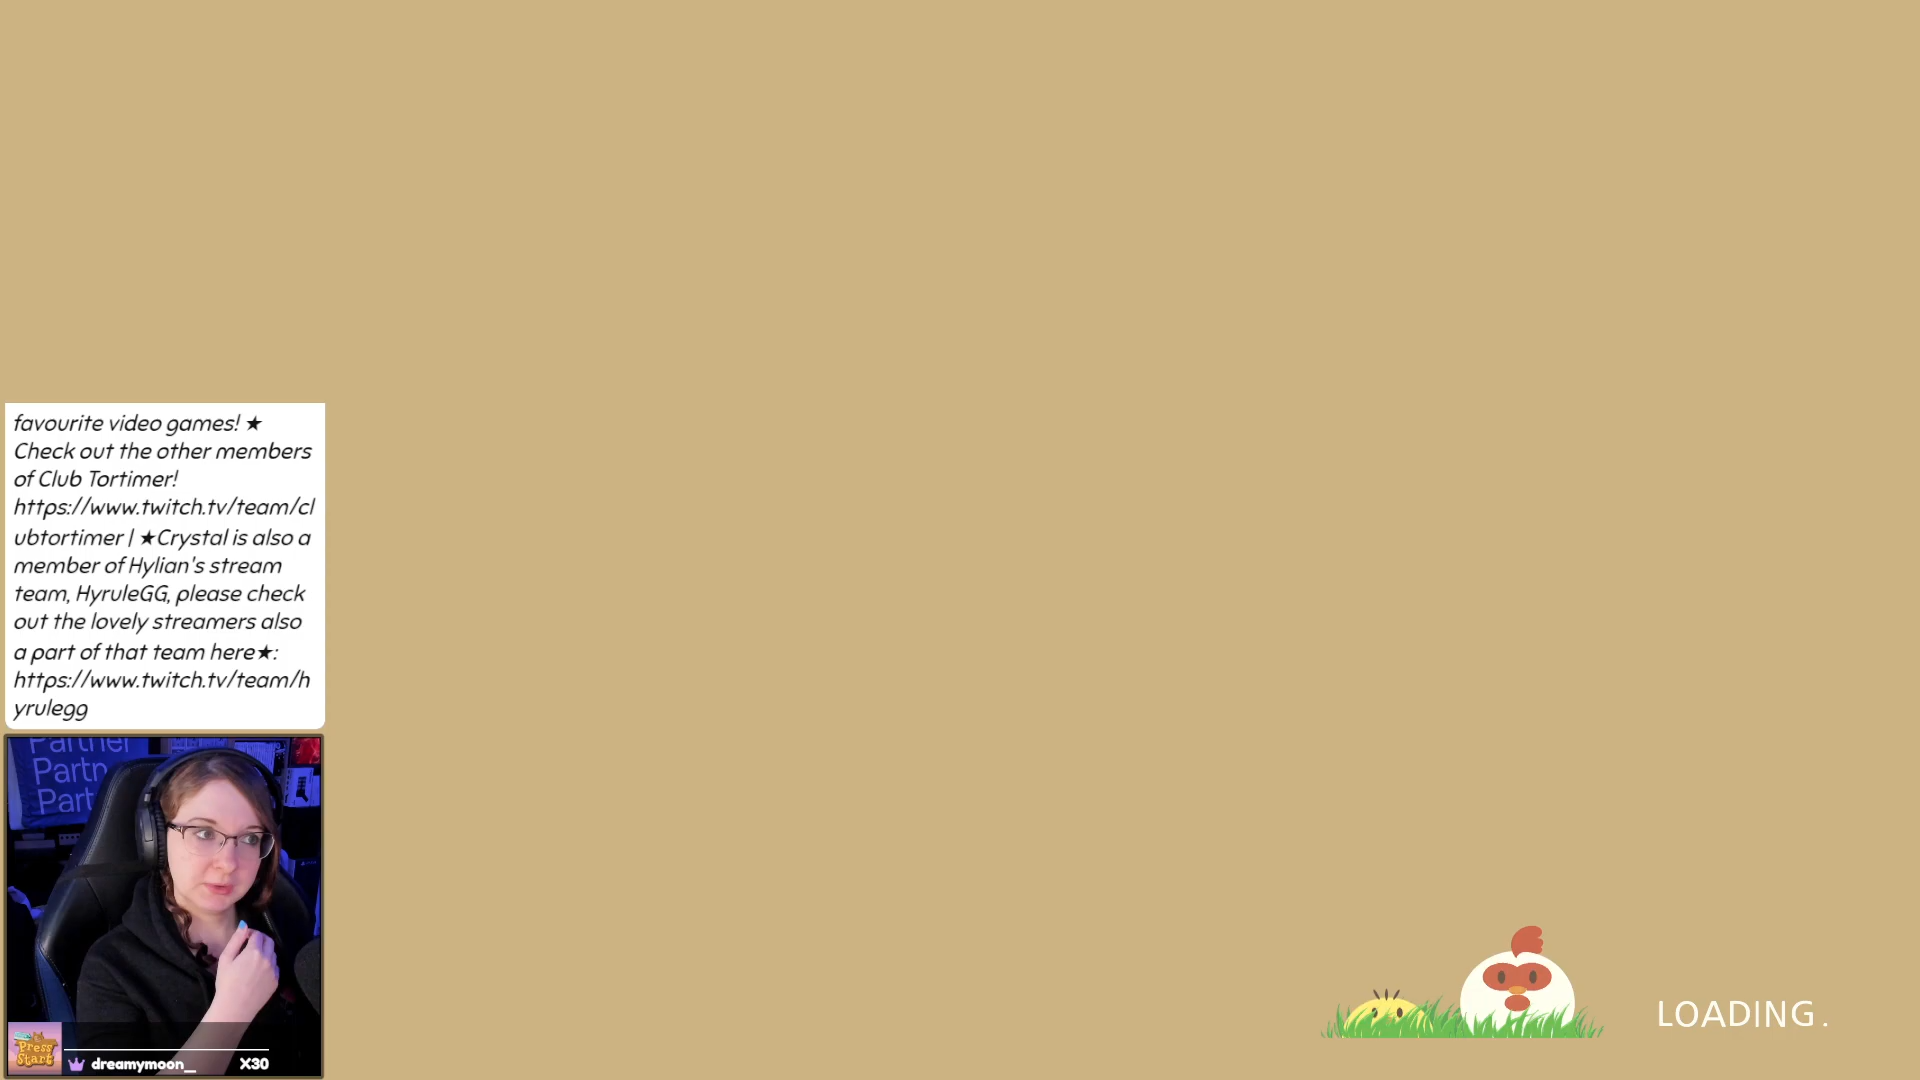 favourite video games! ★
Check out the other members
of Club Tortimer!
https://www.twitch.tv/team/cl
ubtortimer | ★Crystal is also a
member of Hylian's stream
team, HyruleGG, please check
out the lovely streamers also
a part of that team here★:
https://www.twitch.tv/team/h
yrulegg
Partner
Partn
Part
Press
Start
dreamymoon_ X30
LOADING.